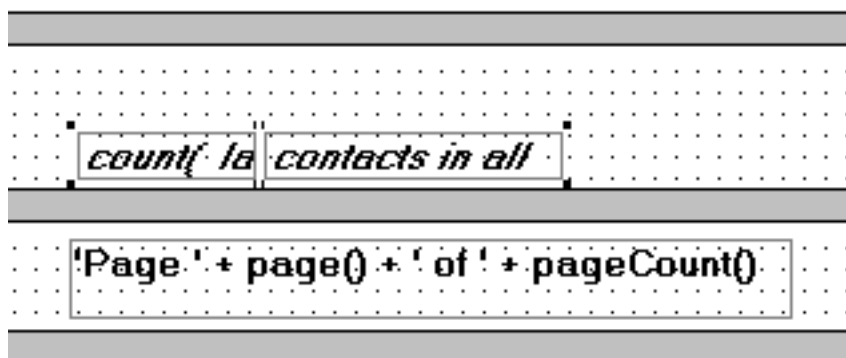 count( la contacts in all
'Page ' + page() + ' of ' + pageCount()